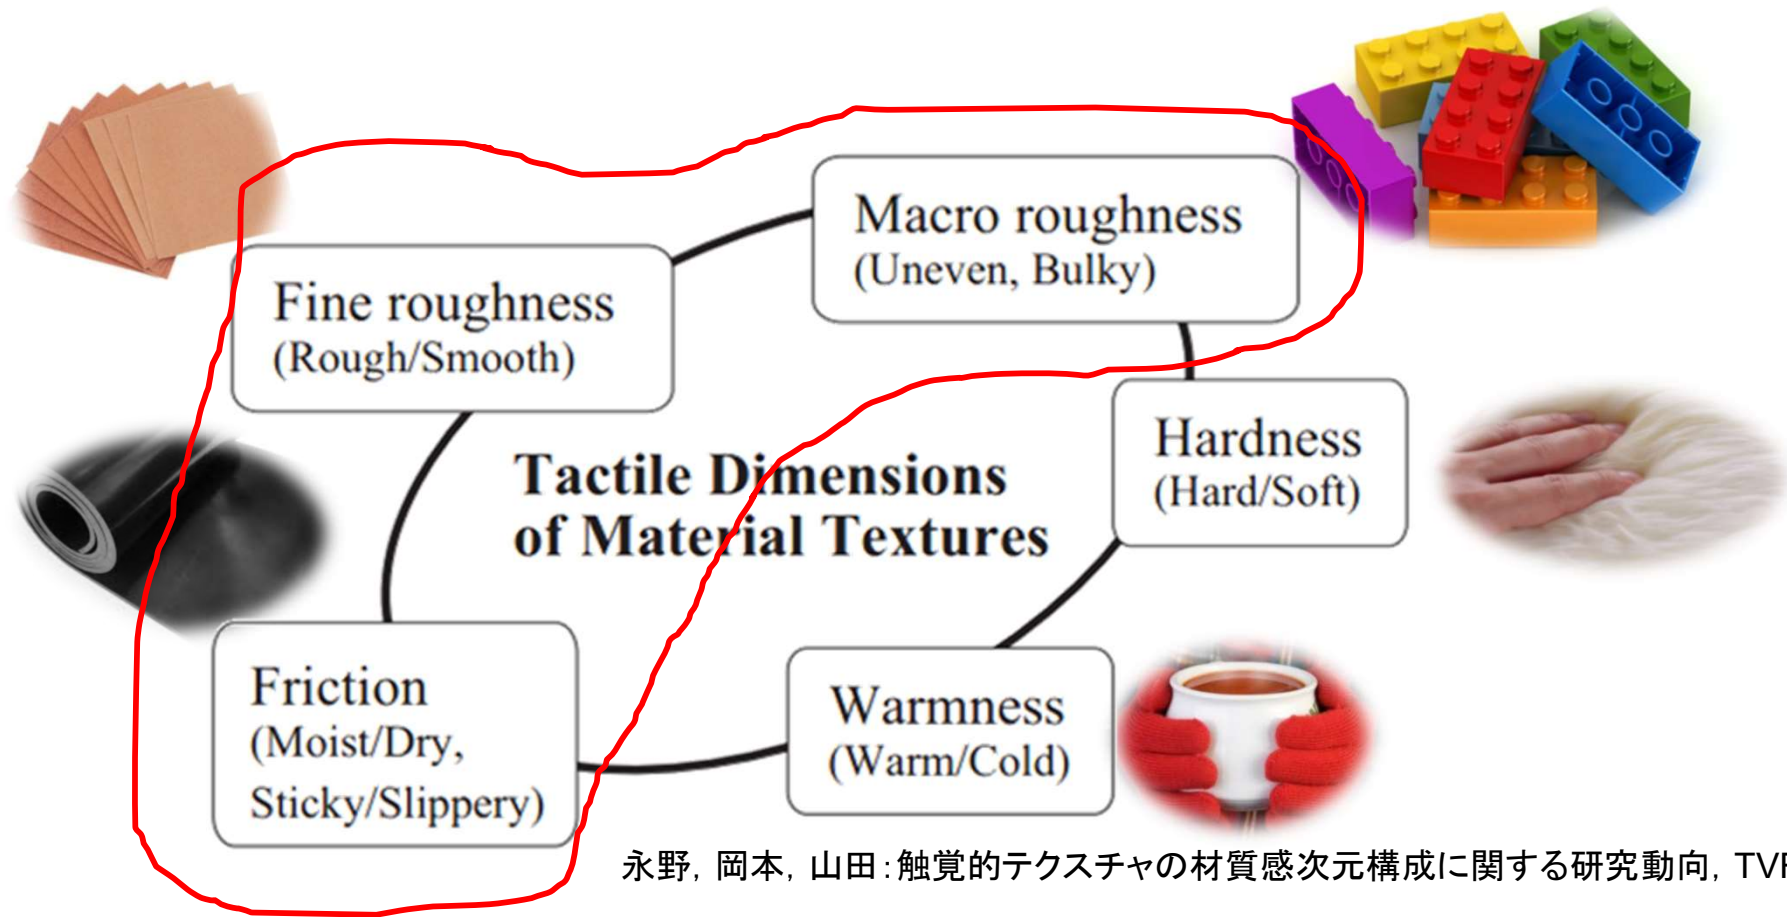 Macro roughness
(Uneven, Bulky)
Fine roughness
(Rough/Smooth)
Hardness
(Hard/Soft)
Tactile Dimensions
of Material Textures
Friction
(Moist/Dry,
Sticky/Slippery)
Warmness
(Warm/Cold)
永野, 岡本, 山田:触覚的テクスチャの材質感次元構成に関する研究動向, TVR